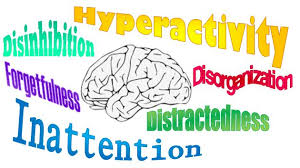 Hyperactivity
Disinhibition
Forgetfulness
Disorganization
Distractedness
Inattention